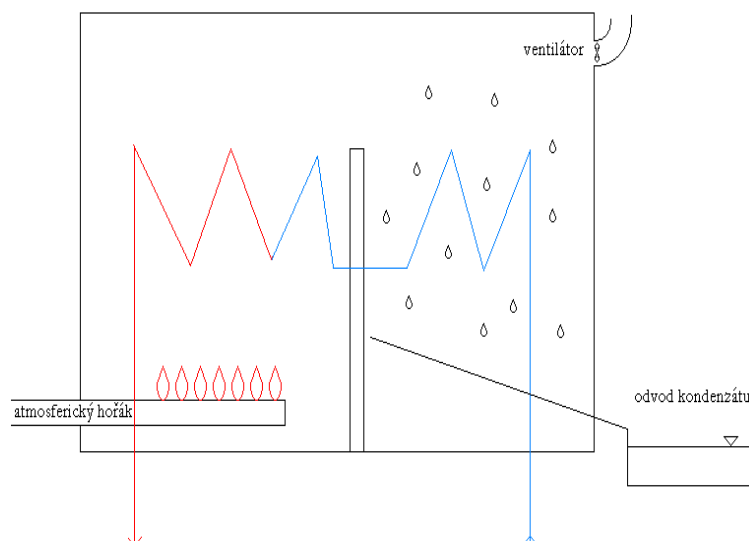 ventilátor
odvod kondenzátu
atmosferický hořák